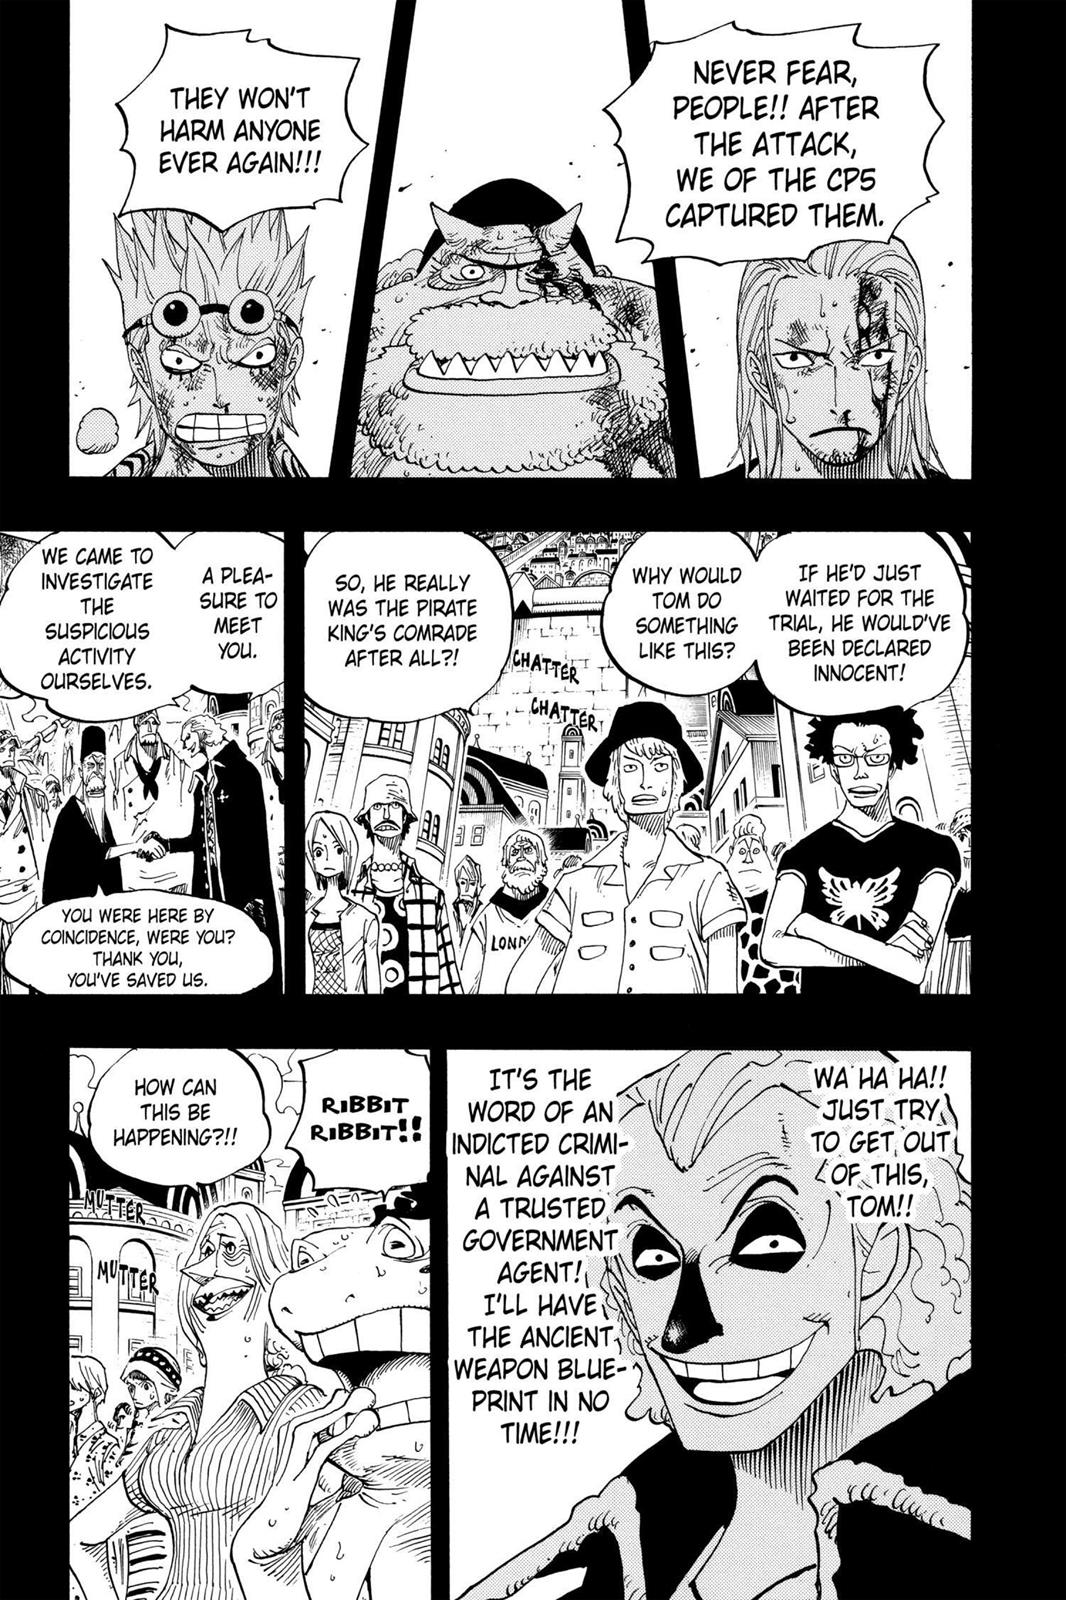 NEVER FEAR,
PEOPLE!! AFTER
THE ATTACK,
WE OF THE CP5
CAPTURED THEM.
THEY WON'T
HARM ANYONE
EVER AGAIN!!!
IF HE'D JUST
WAITED FOR THE
TRIAL, HE WOULD'VE
BEEN DECLARED
INNOCENT!
WHY WOULD
TOM DO
SOMETHING
LIKE THIS?
SO, HE REALLY
WAS THE PIRATE
KING'S COMRADE
AFTER ALL?!
CHATTER
CHATTER
LOND
A PLEA-
SURE TO
MEET
YOU.
WE CAME TO
INVESTIGATE
THE
SUSPICIOUS
ACTIVITY
OURSELVES.
YOU WERE HERE BY
COINCIDENCE, WERE YOU?
THANK YOU,
YOU'VE SAVED US.
WA HA HA!!
JUST TRY
TO GET OUT
OF THIS,
TOM!!
IT'S THE
WORD OF AN
INDICTED CRIMI-
NAL AGAINST
A TRUSTED
GOVERNMENT
AGENT!
I'LL HAVE
THE ANCIENT
WEAPON BLUE-
PRINT IN NO
TIME!!!
RIBBIT
RIBBIT!!
HOW CAN
THIS BE
HAPPENING?!!
MUTTER
MUTTER